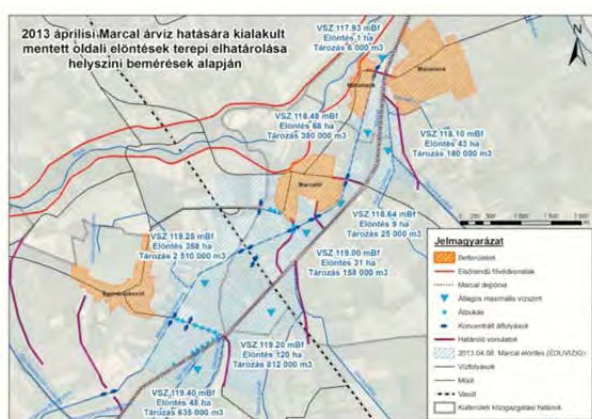 2013 áprilisi Marcal árvíz hatására kialakult
mentett oldali elöntések terepi elhatárolása
helyszíni bemérések alapján
N
VSZ 117.93 mBf
Elöntés 1 ha
Tározás 6 000 m3
VSZ 118.48 mBf
Elöntés 68 ha
Tározás 380 000 m3
VSZ 118.10 mBf
Elöntés 43 ha
Tározás 180 000 m3
VSZ 118.64 mBf
Elöntés 9 ha
Tározás 25 000 m3
VSZ 119.25 mBf
Elöntés 358 ha
Tározás 2 510 000 m3
VSZ 119.00 mBf
Elöntés 31 ha
Tározás 158 000 m3
VSZ 119.20 mBf
Elöntés 120 ha
Tározás 812 000 m3
VSZ 119.40 mBf
Elöntés 48 ha
Tározás 635 000 m3
Jelmagyarázat
Belterületek
Elsőrendű fővédvonalak
Marcal depónia
Átlagos maximális vízszint
Átbukás
Koncentrált átfolyások
Határoló vonulatok
2013.04.08. Marcal elöntés (ÉDUVIZIG)
Vízfolyások
Műút
Vasút
Külterületi közigazgatási határok